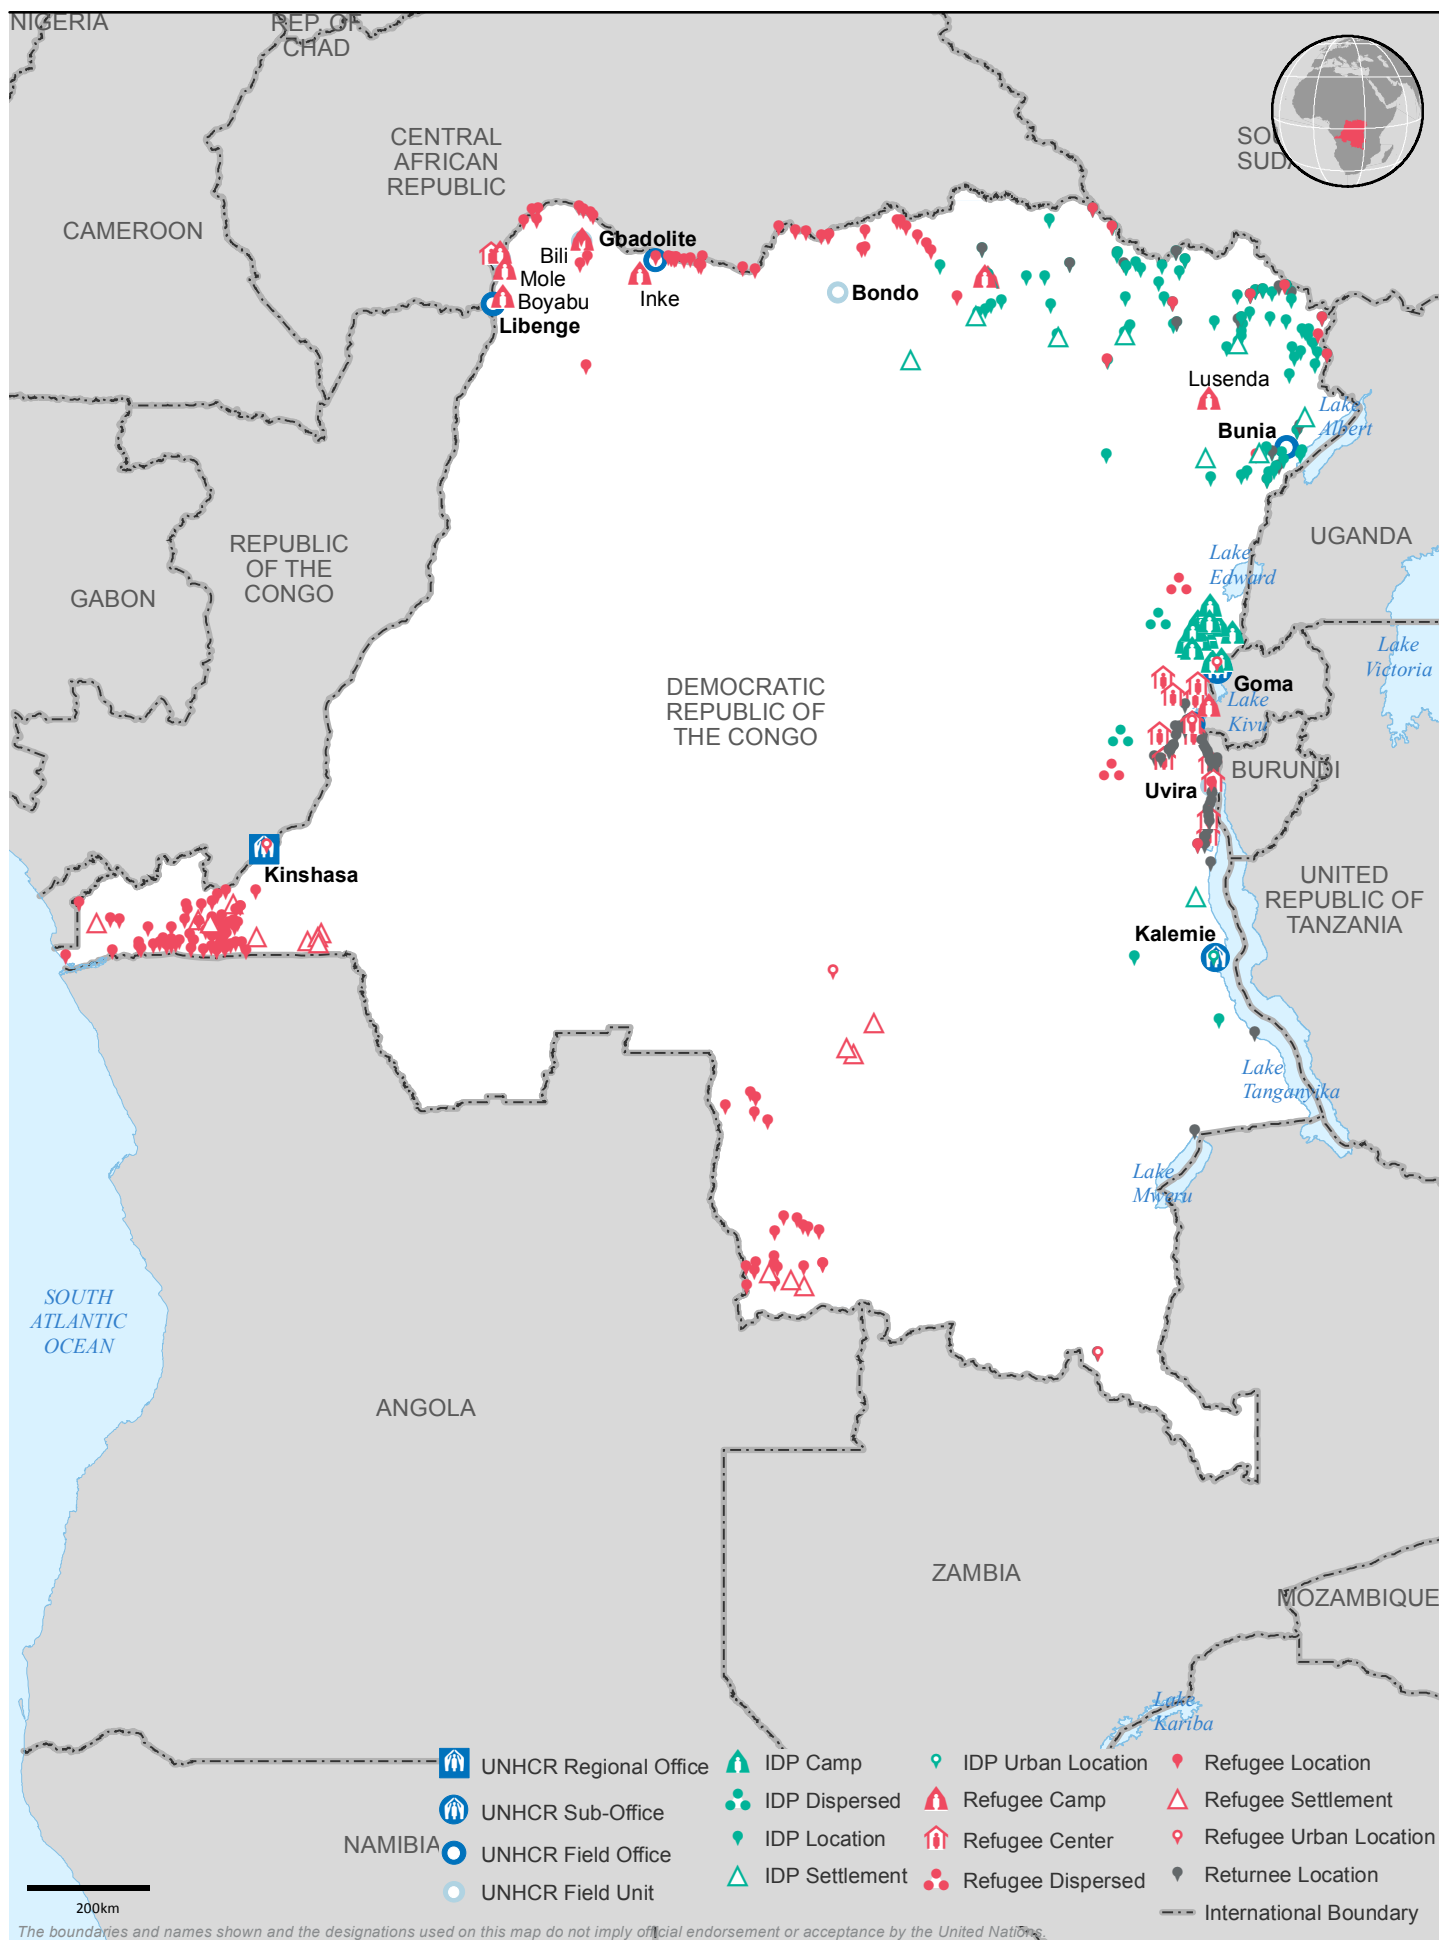 NIGERIA
REP. OF
CHAD
CENTRAL
AFRICAN
REPUBLIC
CAMEROON
Gbadolite
Bili
Mole
Inke
Boyabu
Libenge
Bondo
Lusenda
Lake
Albert
Bunia
REPUBLIC
OF THE
CONGO
GABON
UGANDA
Lake
Edward
Lake
Victoria
DEMOCRATIC
REPUBLIC OF
THE CONGO
Goma
Lake
Kivu
BURUNDI
Uvira
Kinshasa
UNITED
REPUBLIC OF
TANZANIA
Kalemie
Lake
Tanganyika
Lake
Mweru
SOUTH
ATLANTIC
OCEAN
ANGOLA
ZAMBIA
MOZAMBIQUE
Lake
Kariba
NAMIBIA
UNHCR Regional Office
UNHCR Sub-Office
UNHCR Field Office
UNHCR Field Unit
IDP Camp
IDP Dispersed
IDP Location
IDP Settlement
IDP Urban Location
Refugee Camp
Refugee Center
Refugee Dispersed
Refugee Location
Refugee Settlement
Refugee Urban Location
Returnee Location
International Boundary
200km
The boundaries and names shown and the designations used on this map do not imply official endorsement or acceptance by the United Nations.